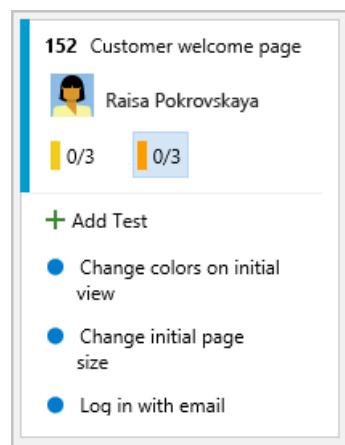 152 Customer welcome page
Raisa Pokrovskaya
0/3 0/3
Add Test
Change colors on initial
view
Change initial page
size
Log in with email